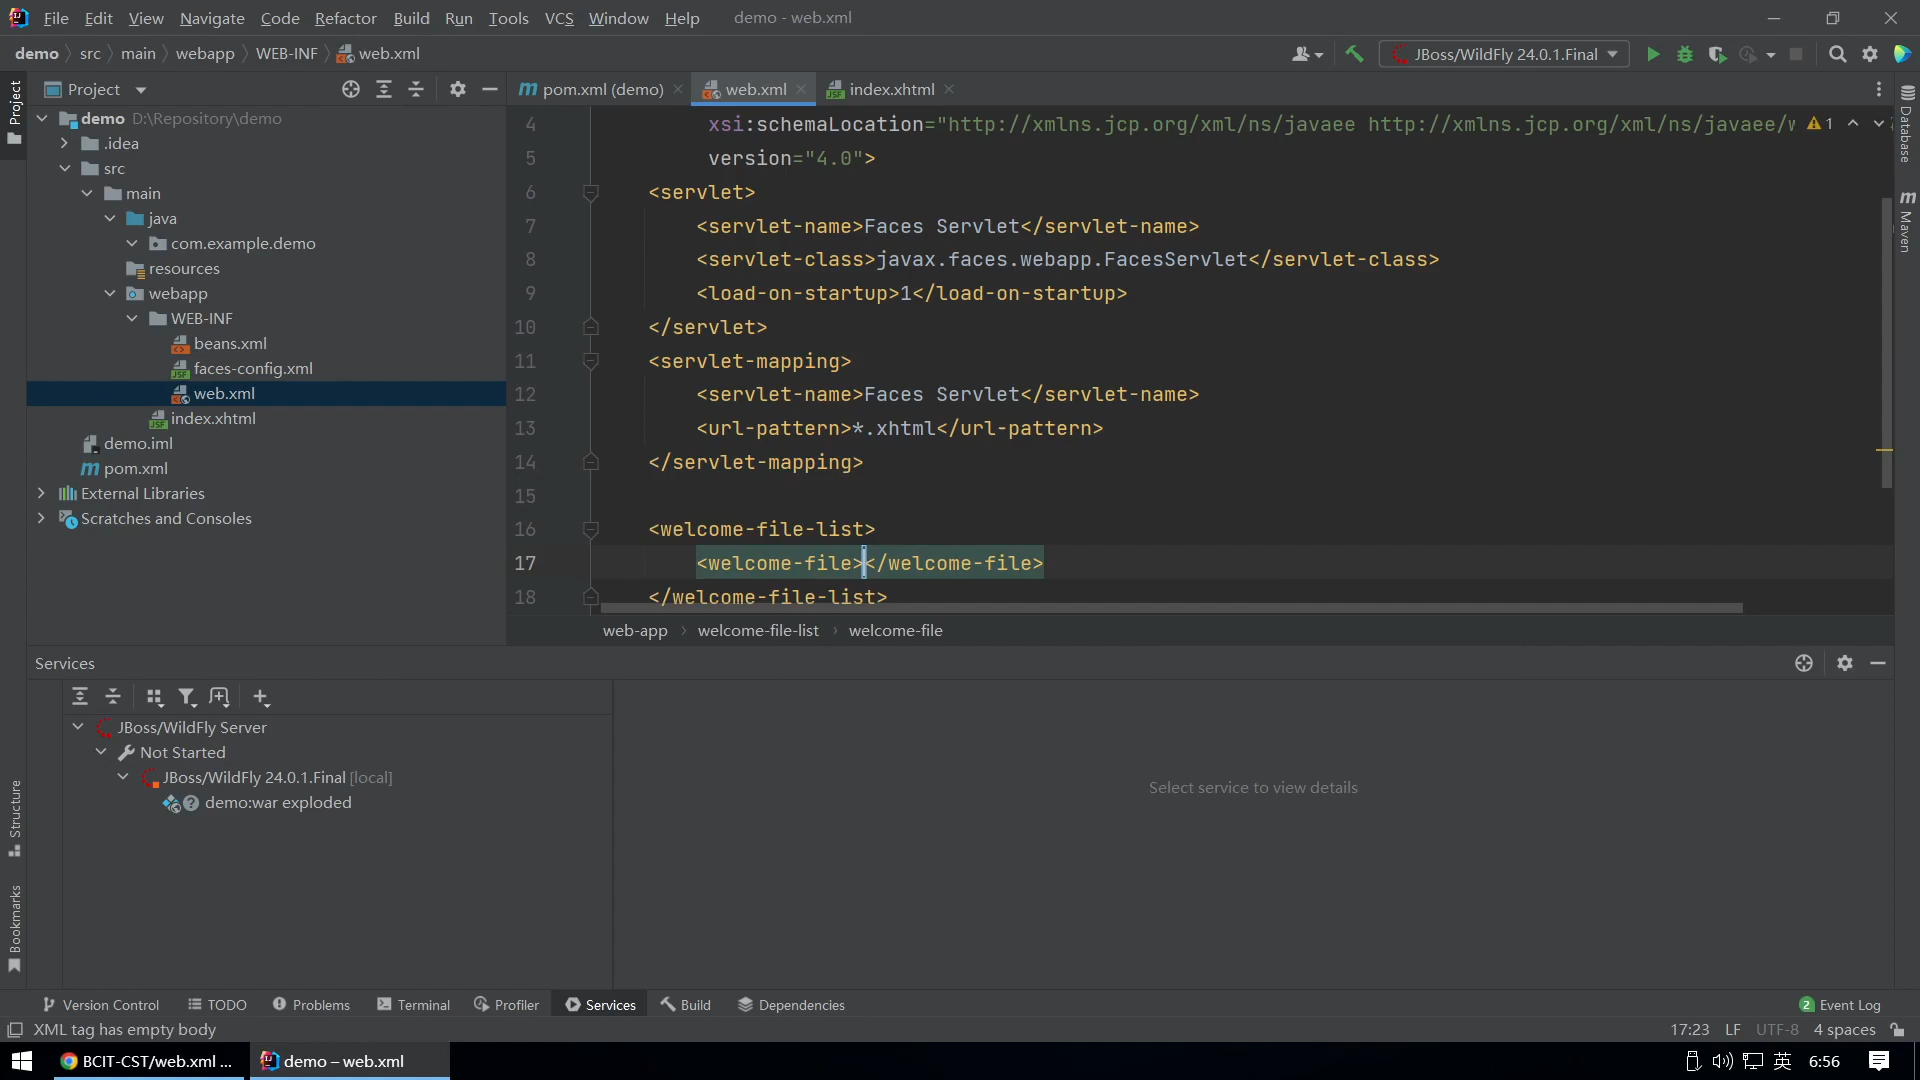 File Edit View Navigate Code Refactor Build Run Tools VCS Window Help demo - web.xml
demo src main webapp WEB-INF web.xml
JBoss/WildFly 24.0.1.Final
Project
Project
pom.xml (demo) web.xml index.xhtml
demo D:\Repository\demo
.idea
src
main
java
com.example.demo
resources
webapp
WEB-INF
beans.xml
faces-config.xml
web.xml
index.xhtml
demo.iml
pom.xml
External Libraries
Scratches and Consoles
4 xsi:schemaLocation="http://xmlns.jcp.org/xml/ns/javaee http://xmlns.jcp.org/xml/ns/javaee/w 1
5 version="4.0">
6 <servlet>
7 <servlet-name>Faces Servlet</servlet-name>
8 <servlet-class>javax.faces.webapp.FacesServlet</servlet-class>
9 <load-on-startup>1</load-on-startup>
10 </servlet>
11 <servlet-mapping>
12 <servlet-name>Faces Servlet</servlet-name>
13 <url-pattern>*.xhtml</url-pattern>
14 </servlet-mapping>
15
16 <welcome-file-list>
17 <welcome-file></welcome-file>
18 </welcome-file-list>
web-app welcome-file-list welcome-file
Database
Maven
Services
JBoss/WildFly Server
Not Started
JBoss/WildFly 24.0.1.Final [local]
demo:war exploded
Select service to view details
Structure
Bookmarks
Version Control TODO Problems Terminal Profiler Services Build Dependencies 2 Event Log
XML tag has empty body 17:23 LF UTF-8 4 spaces
BCIT-CST/web.xml ... demo – web.xml 英 6:56